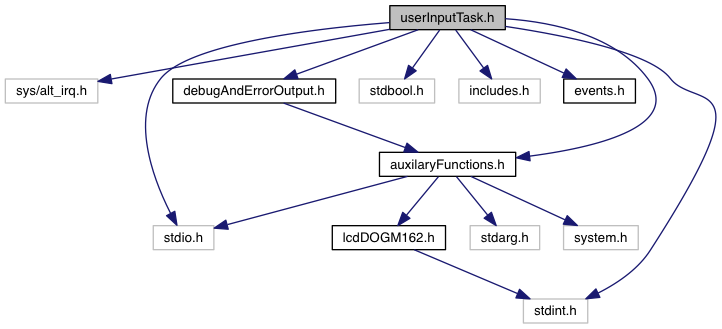 userInputTask.h
sys/alt_irq.h
debugAndErrorOutput.h
stdbool.h
includes.h
events.h
auxilaryFunctions.h
stdio.h
lcdDOGM162.h
stdarg.h
system.h
stdint.h